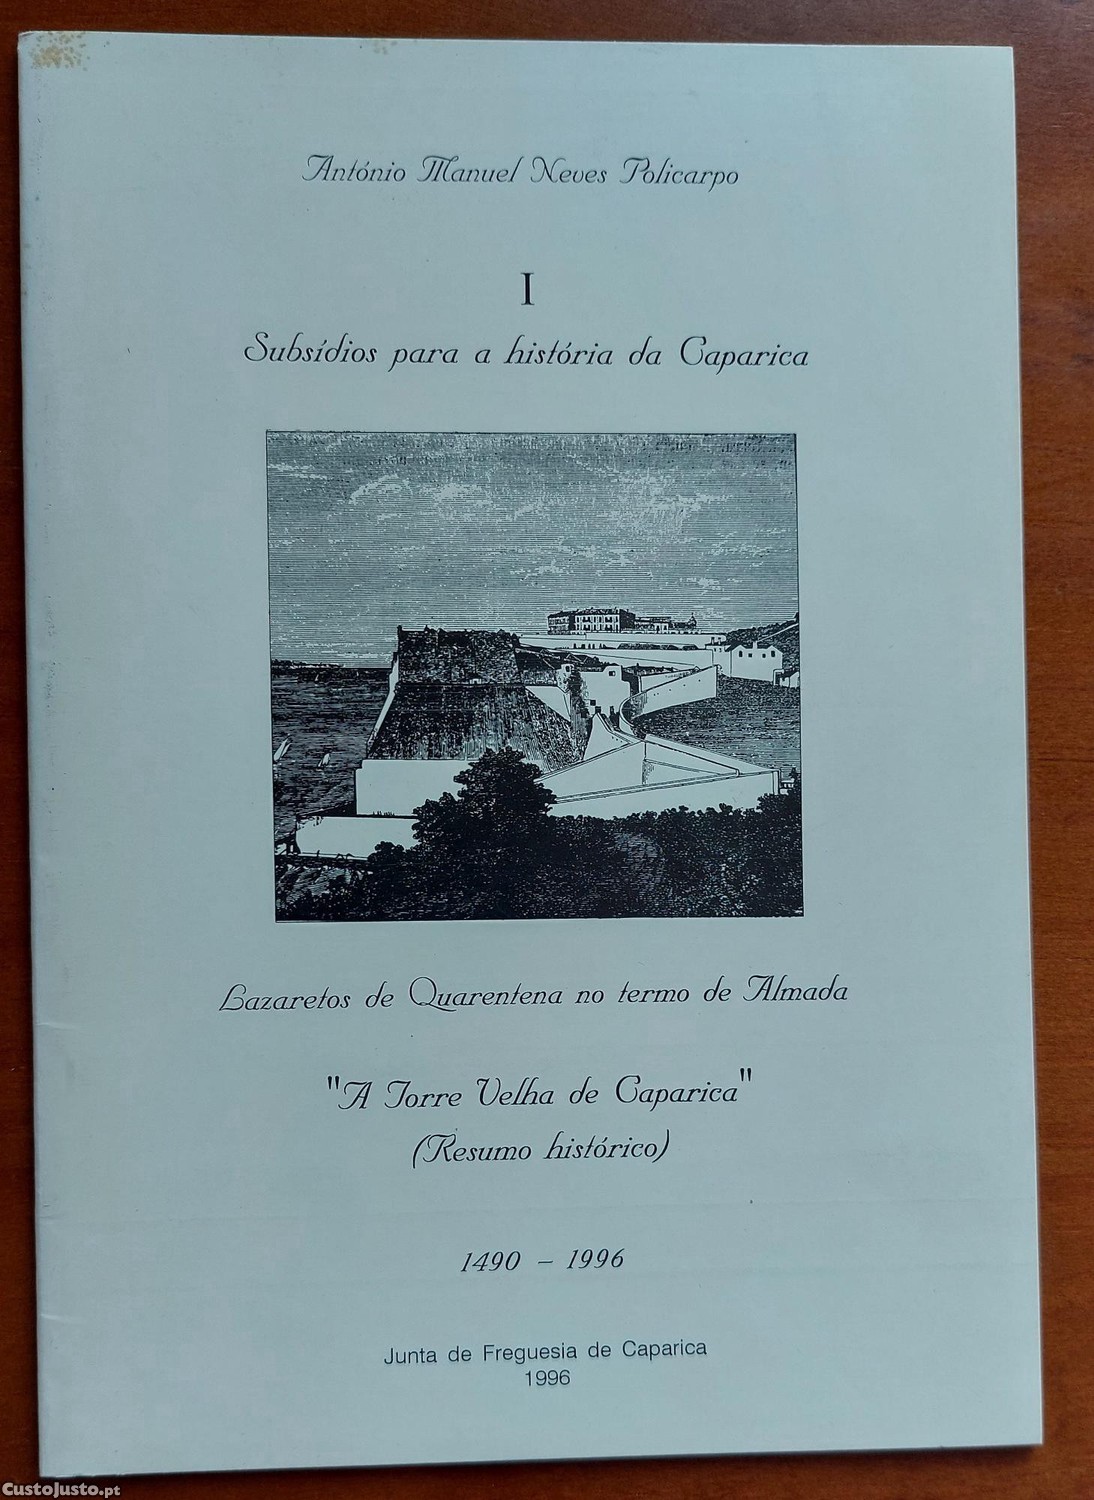 António Manuel Neves Policarpo
I
Subsídios para a história da Caparica
Lazaretos de Quarentena no termo de Almada
"A Torre Velha de Caparica"
(Resumo histórico)
1490 – 1996
Junta de Freguesia de Caparica
1996
CustoJusto.pt